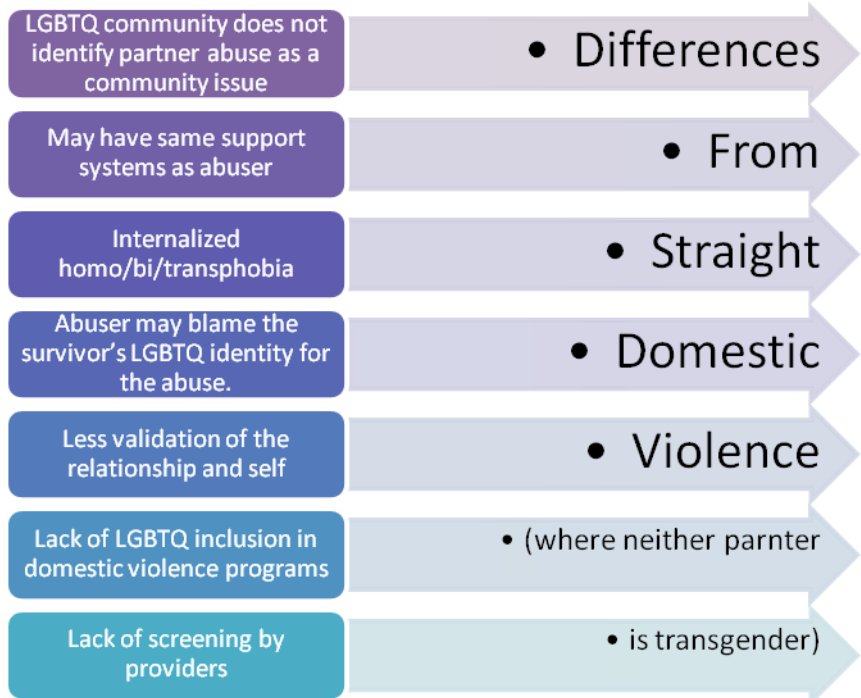 LGBTQ community does not
identify partner abuse as a
community issue
• Differences
May have same support
systems as abuser
• From
Internalized
homo/bi/transphobia
• Straight
Abuser may blame the
survivor’s LGBTQ identity for
the abuse.
• Domestic
Less validation of the
relationship and self
• Violence
Lack of LGBTQ inclusion in
domestic violence programs
• (where neither parnter
Lack of screening by
providers
• is transgender)